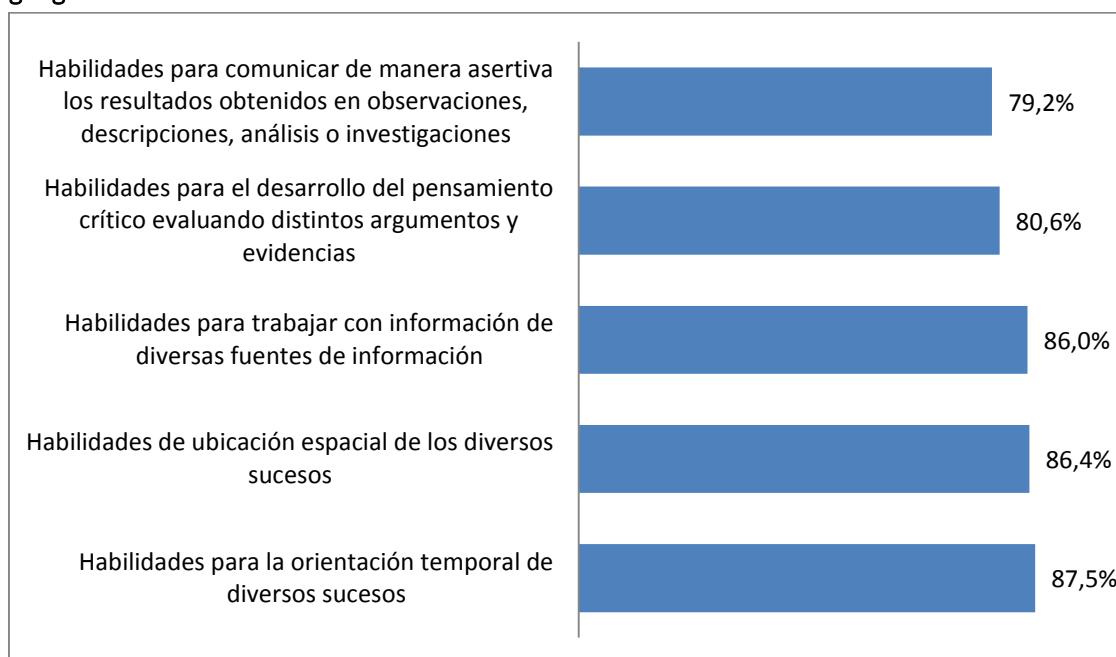 Habilidades para comunicar de manera asertiva
los resultados obtenidos en observaciones,
descripciones, análisis o investigaciones
79,2%
Habilidades para el desarrollo del pensamiento
crítico evaluando distintos argumentos y
evidencias
80,6%
Habilidades para trabajar con información de
diversas fuentes de información
86,0%
Habilidades de ubicación espacial de los diversos
sucesos
86,4%
Habilidades para la orientación temporal de
diversos sucesos
87,5%